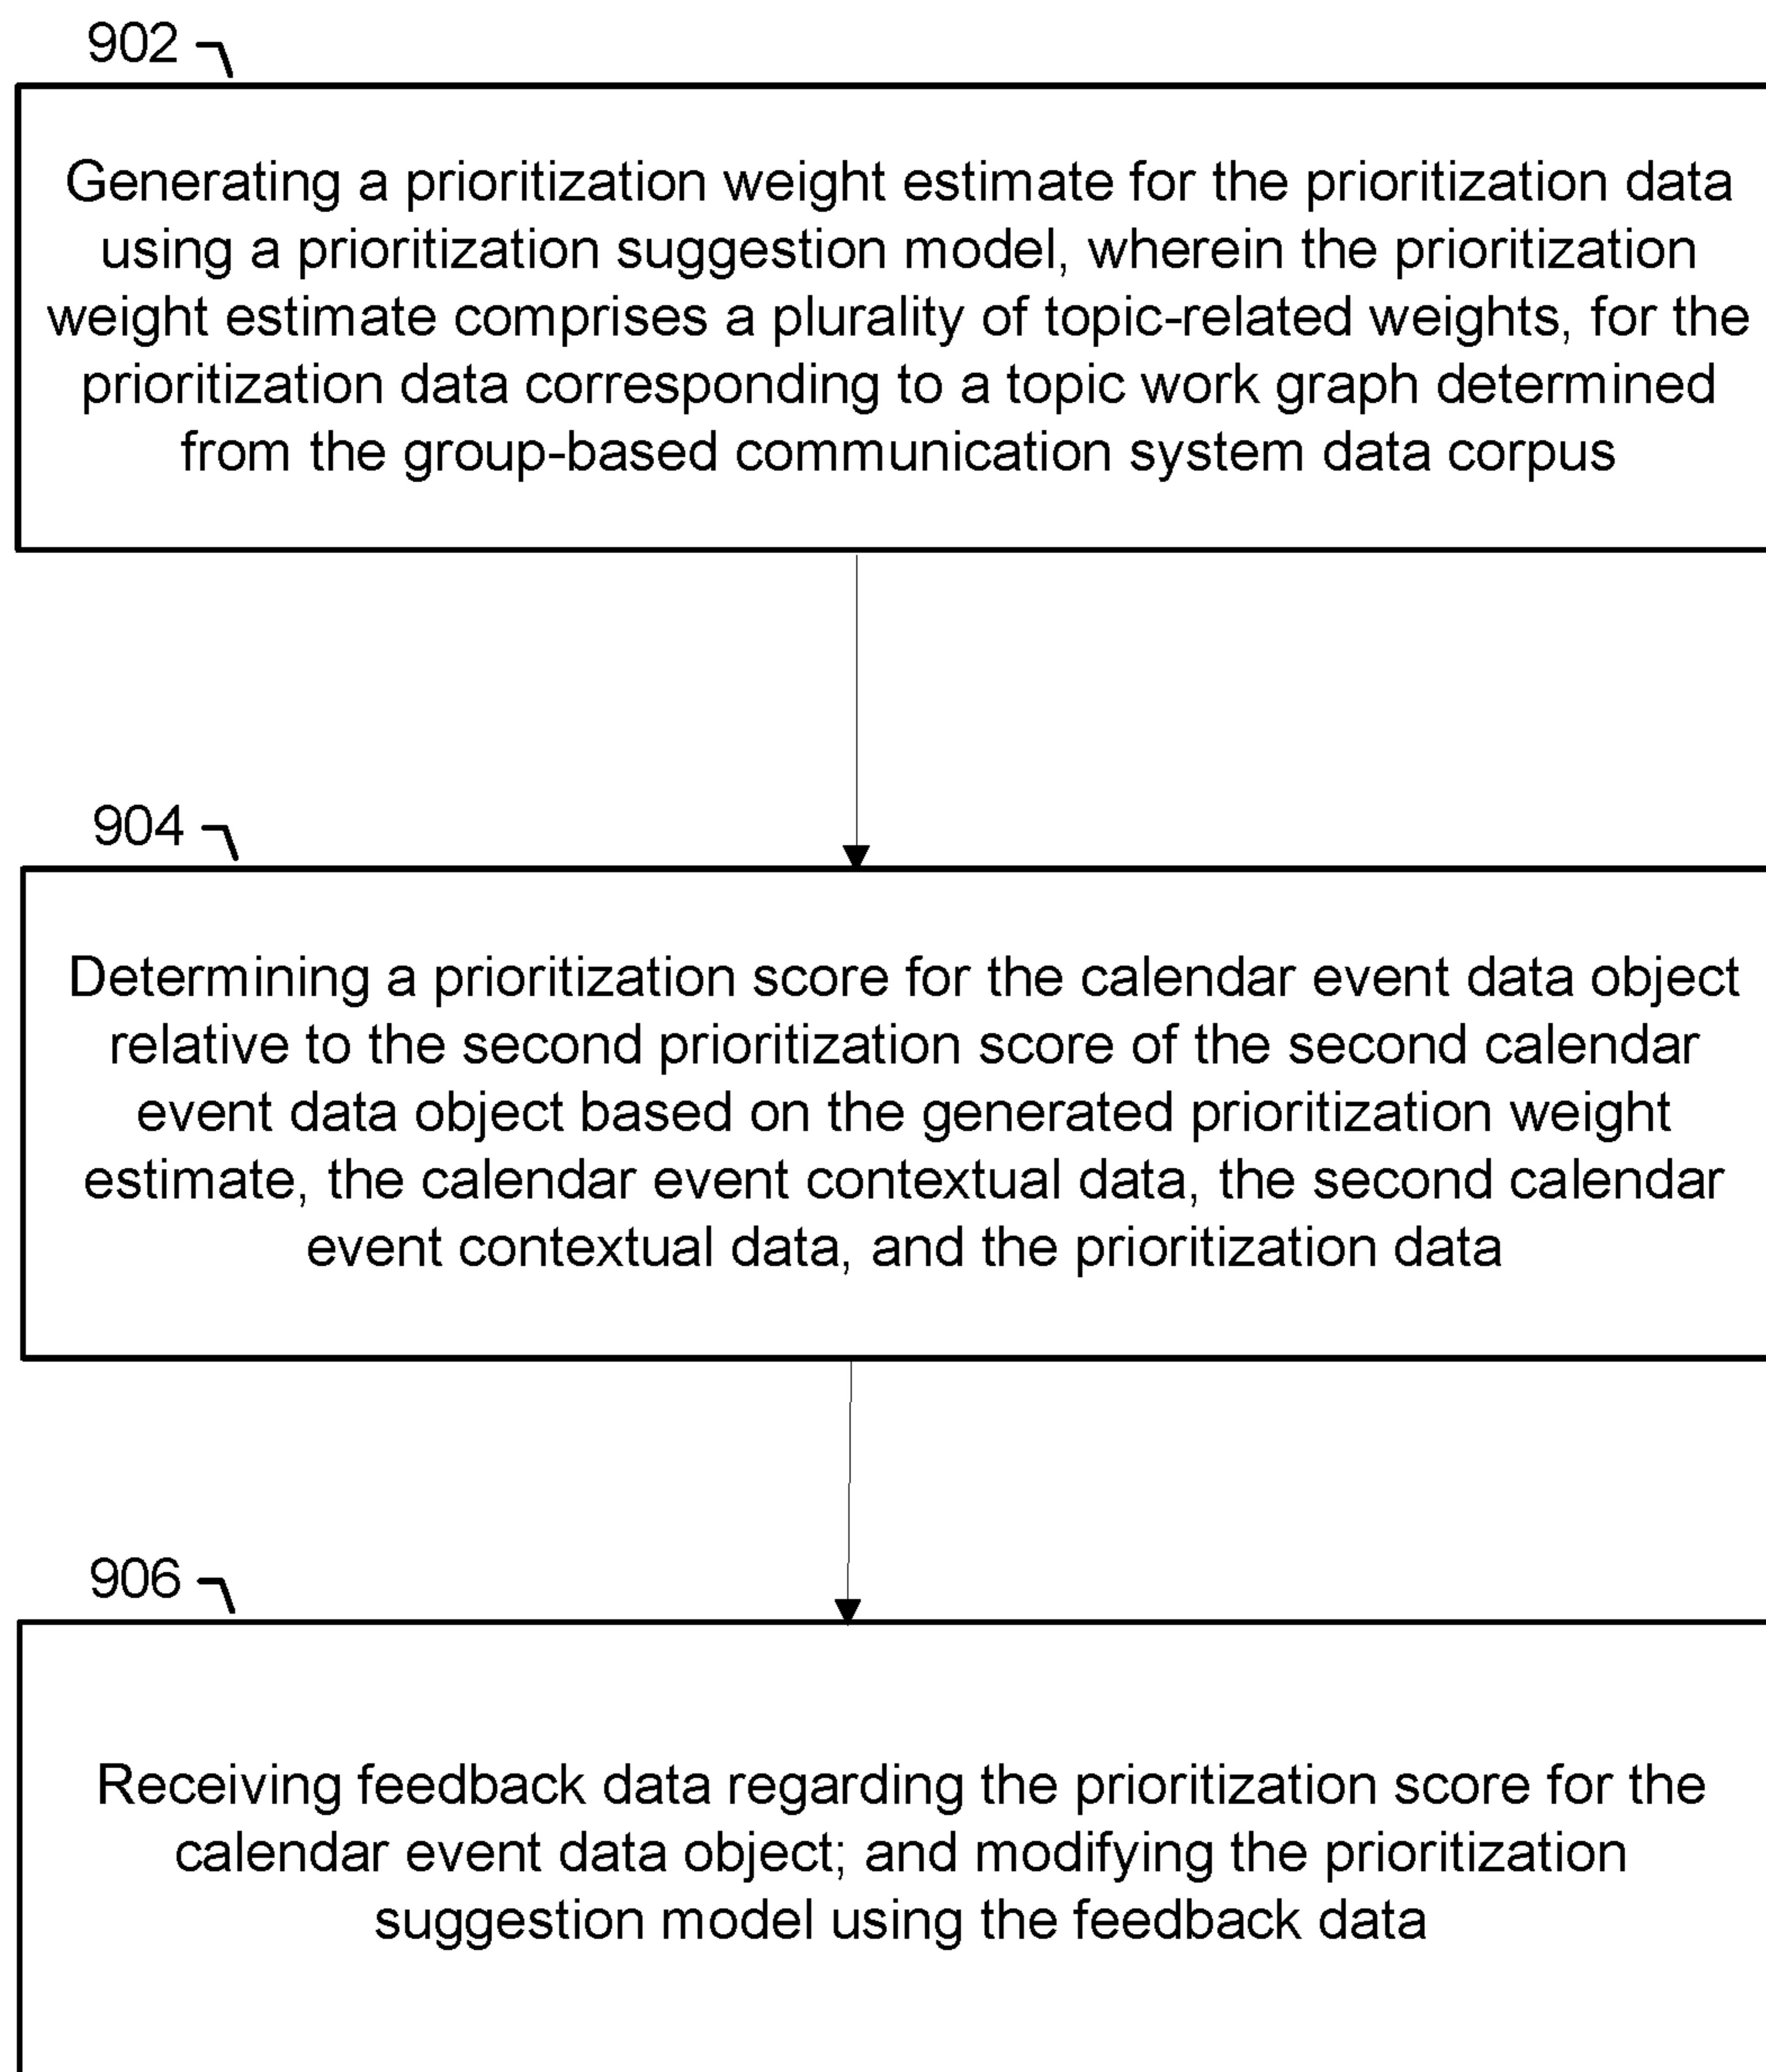 902
Generating a prioritization weight estimate for the prioritization data
using a prioritization suggestion model, wherein the prioritization
weight estimate comprises a plurality of topic-related weights, for the
prioritization data corresponding to a topic work graph determined
from the group-based communication system data corpus
904
Determining a prioritization score for the calendar event data object
relative to the second prioritization score of the second calendar
event data object based on the generated prioritization weight
estimate, the calendar event contextual data, the second calendar
event contextual data, and the prioritization data
906
Receiving feedback data regarding the prioritization score for the
calendar event data object; and modifying the prioritization
suggestion model using the feedback data